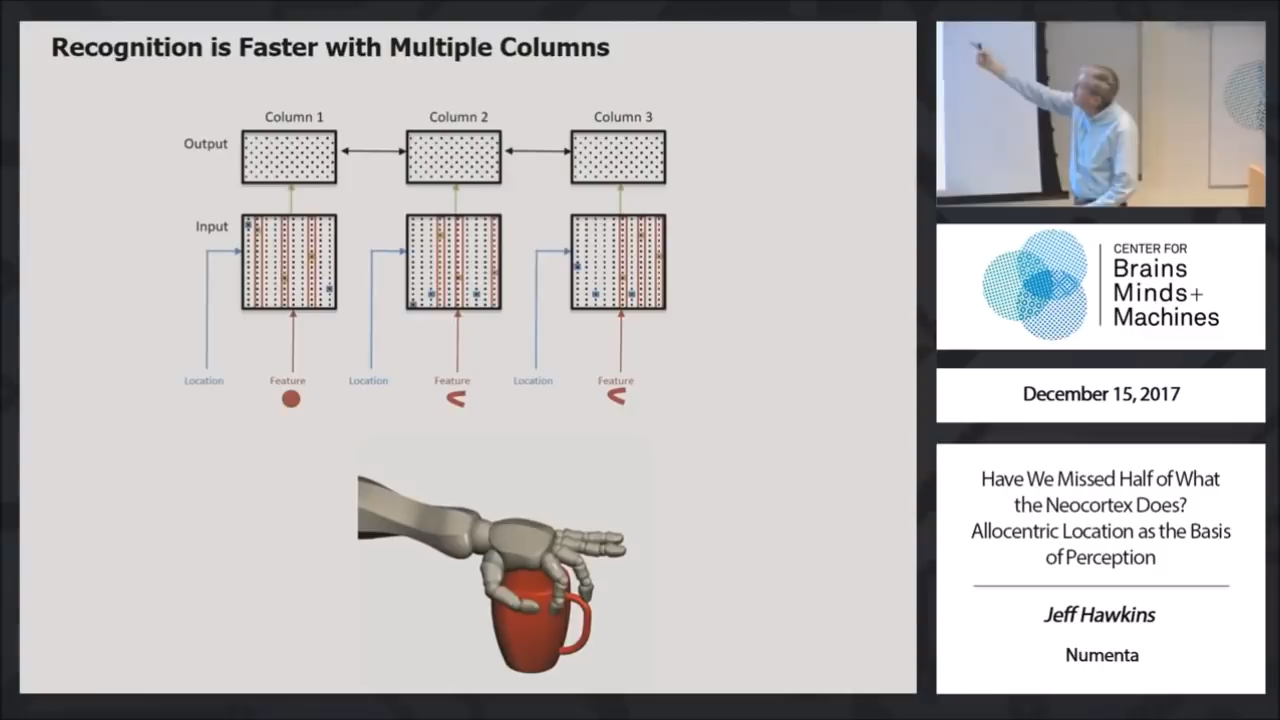 Recognition is Faster with Multiple Columns
Column 1
Column 2
Column 3
Output
Input
Location
Feature
Location
Feature
Location
Feature
CENTER FOR
Brains
Minds+
Machines
December 15, 2017
Have We Missed Half of What
the Neocortex Does?
Allocentric Location as the Basis
of Perception
Jeff Hawkins
Numenta